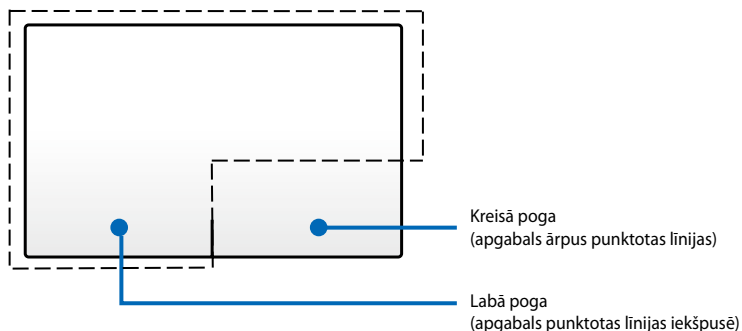 Kreisā poga
(apgabals ārpus punktotas līnijas)
Labā poga
(apgabals punktotas līnijas iekšpusē)